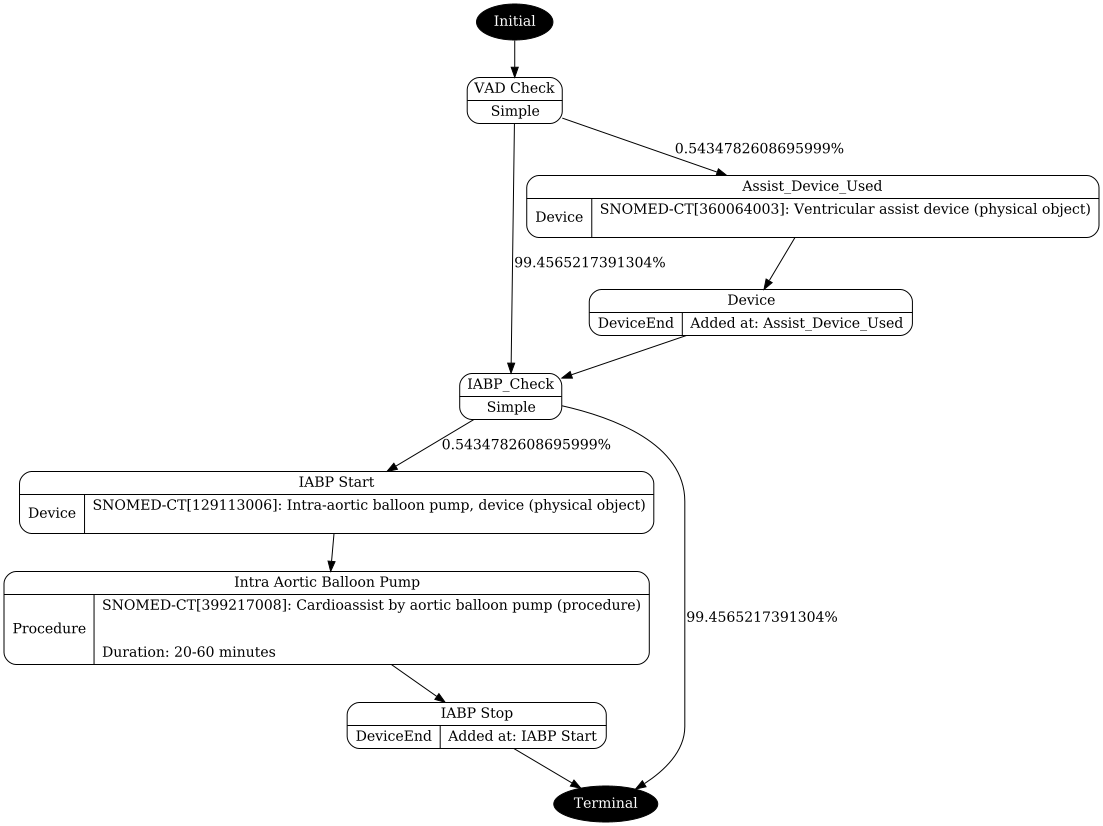 Initial
VAD Check
Simple
0.5434782608695999%
Assist_Device_Used
Device
SNOMED-CT[360064003]: Ventricular assist device (physical object)
99.4565217391304%
Device
DeviceEnd
Added at: Assist_Device_Used
IABP_Check
Simple
0.5434782608695999%
IABP Start
Device
SNOMED-CT[129113006]: Intra-aortic balloon pump, device (physical object)
Intra Aortic Balloon Pump
Procedure
SNOMED-CT[399217008]: Cardioassist by aortic balloon pump (procedure)
Duration: 20-60 minutes
99.4565217391304%
IABP Stop
DeviceEnd
Added at: IABP Start
Terminal